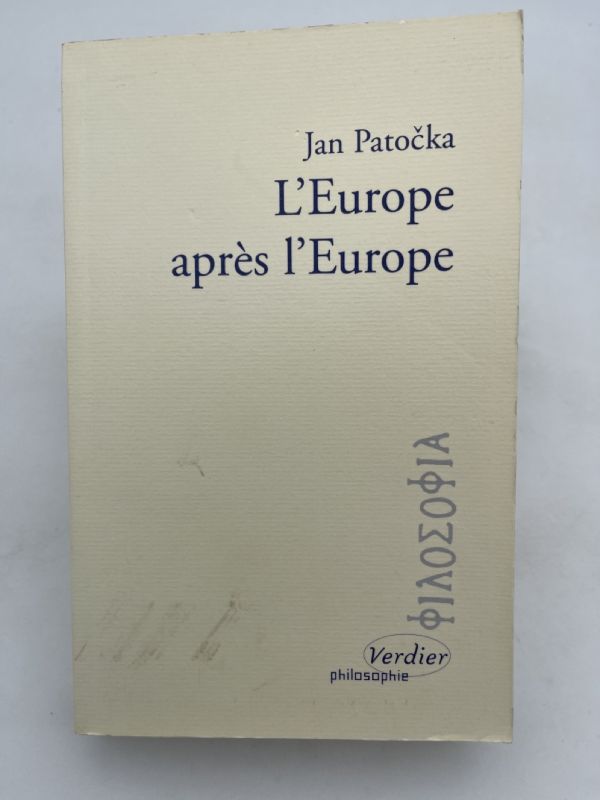 Jan Patočka
L'Europe
après l'Europe
ΦΙΛΟΣΟΦΙΑ
Verdier
philosophie